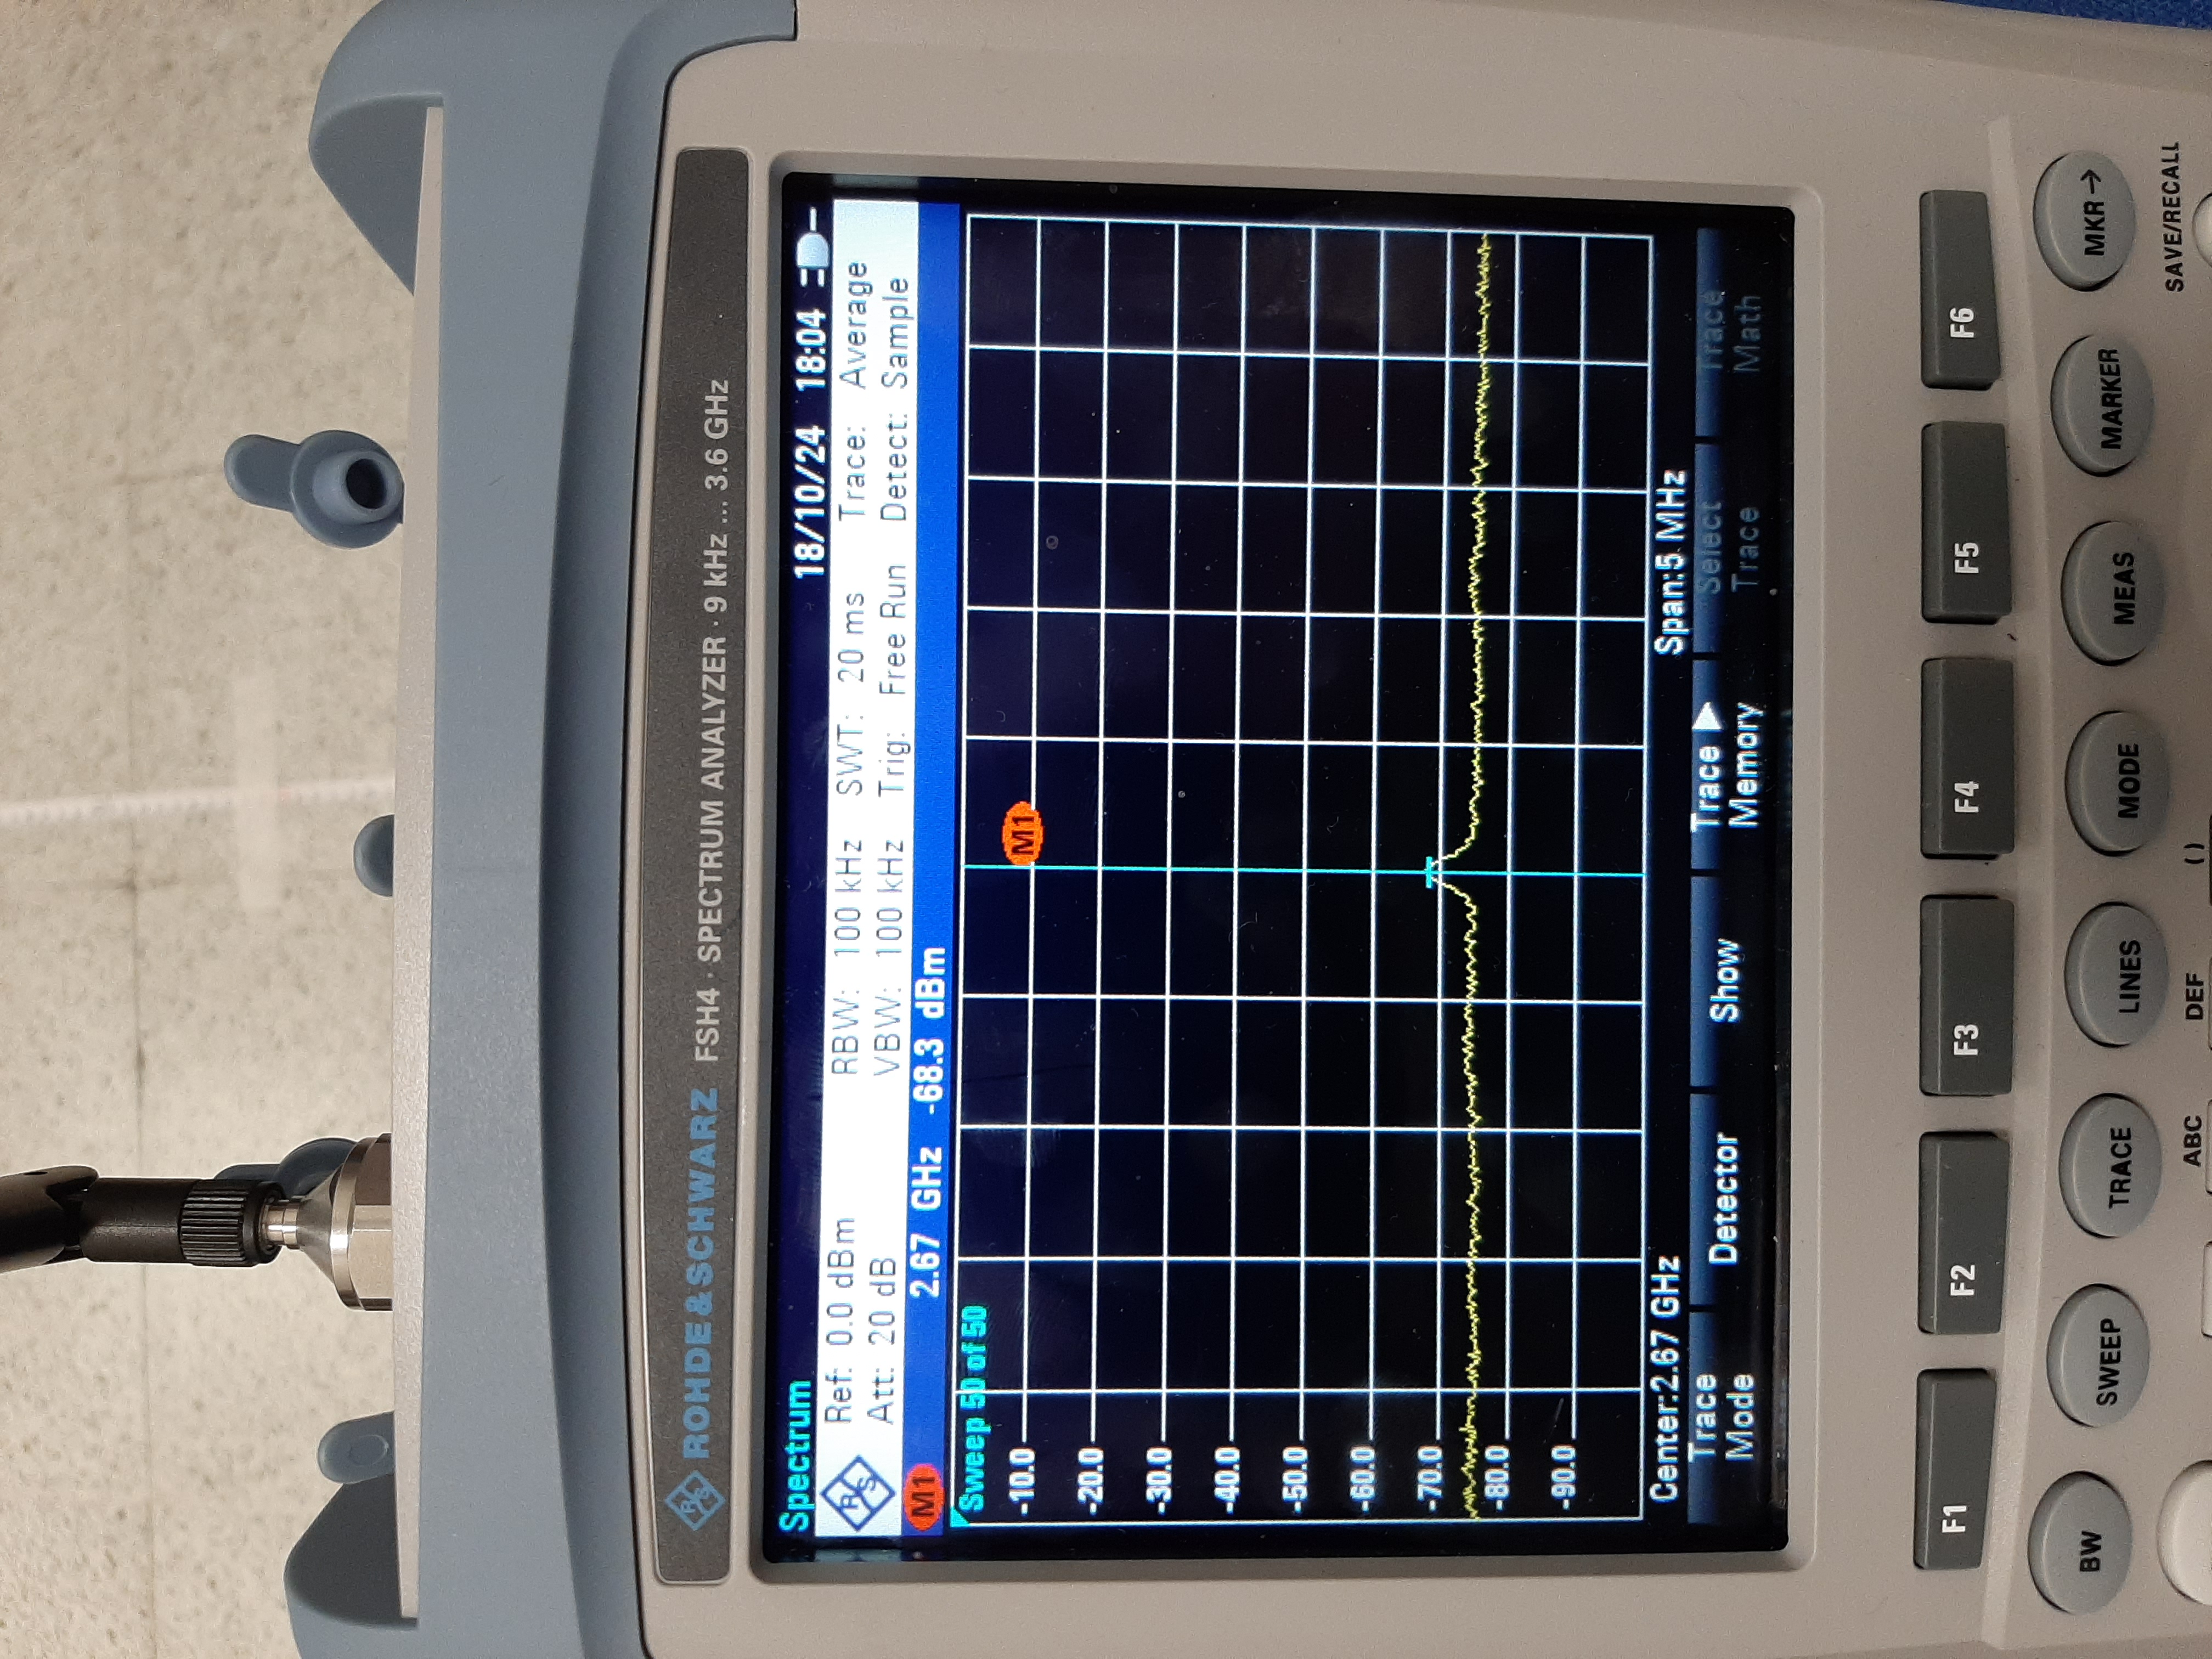 ROHDE&SCHWARZ FSH4 · SPECTRUM ANALYZER · 9 kHz ... 3.6 GHz
Spectrum 18/10/24 18:04
R/S Ref: 0.0 dBm RBW: 100 kHz SWT: 20 ms Trace: Average
Att: 20 dB VBW: 100 kHz Trig: Free Run Detect: Sample
M1 2.67 GHz -68.3 dBm
Sweep 50 of 50
M1
-10.0
-20.0
-30.0
-40.0
-50.0
-60.0
-70.0
-80.0
-90.0
Center:2.67 GHz Span:5 MHz
Trace Mode Detector Show Trace Memory Select Trace Trace Math
F1 F2 F3 F4 F5 F6
BW SWEEP TRACE LINES MODE MEAS MARKER MKR→
SAVE/RECALL
ABC DEF ( )